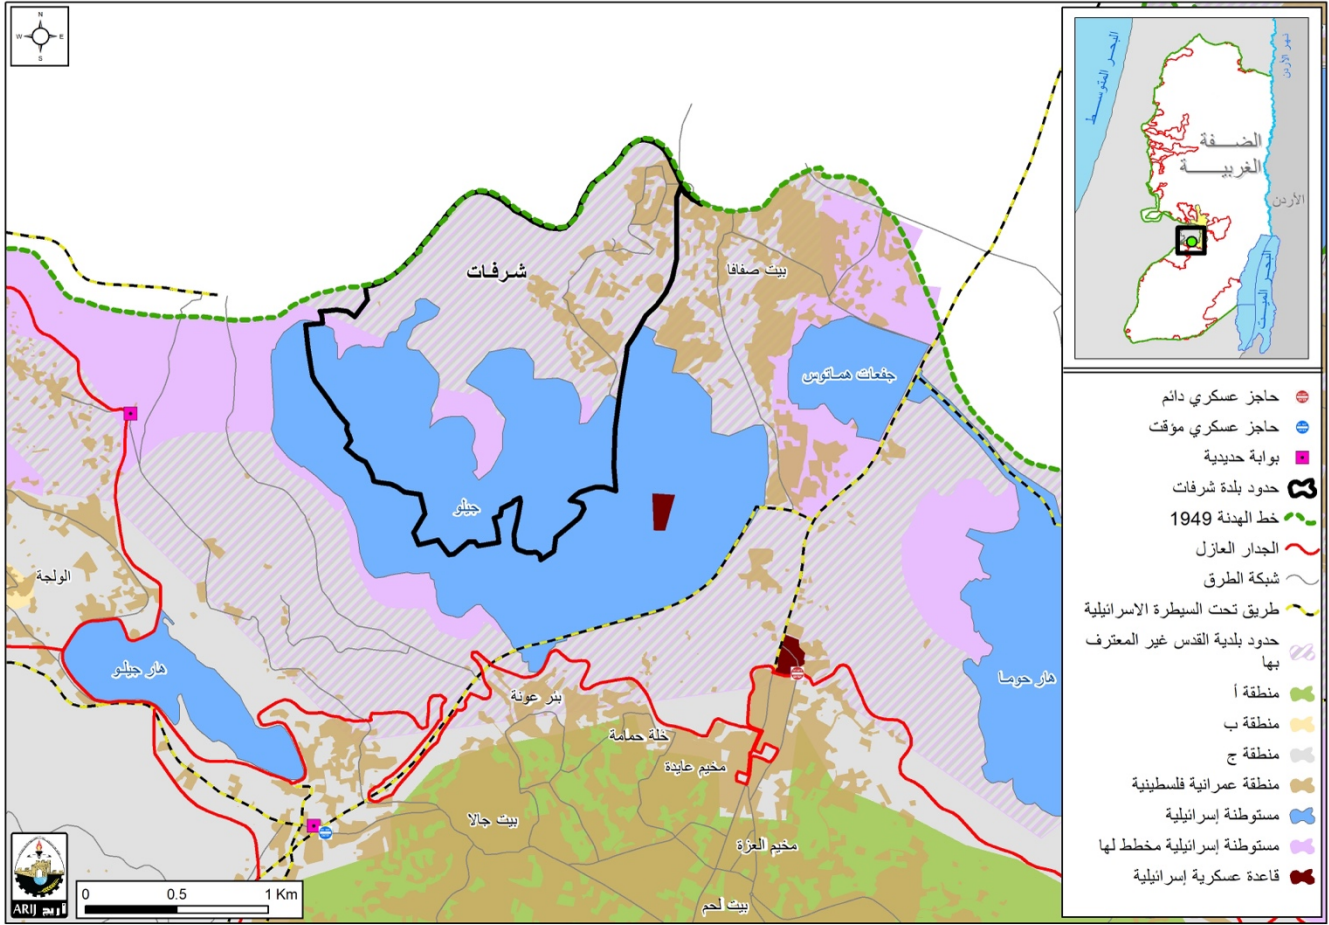 N
W E
S
البحر المتوسط
نهر الأردن
الضفة
الغربية
الأردن
البحر الميت
شرفات
بيت صفافا
جفعات هماتوس
جيلو
الولجة
هار جيلو
هار حوما
بئر عونة
خلة حمامة
مخيم عايدة
بيت جالا
مخيم العزة
بيت لحم
حاجز عسكري دائم
حاجز عسكري مؤقت
بوابة حديدية
حدود بلدة شرفات
خط الهدنة 1949
الجدار العازل
شبكة الطرق
طريق تحت السيطرة الاسرائيلية
حدود بلدية القدس غير المعترف
بها
منطقة أ
منطقة ب
منطقة ج
منطقة عمرانية فلسطينية
مستوطنة إسرائيلية
مستوطنة إسرائيلية مخطط لها
قاعدة عسكرية إسرائيلية
ARIJ أريج
0 0.5 1 Km